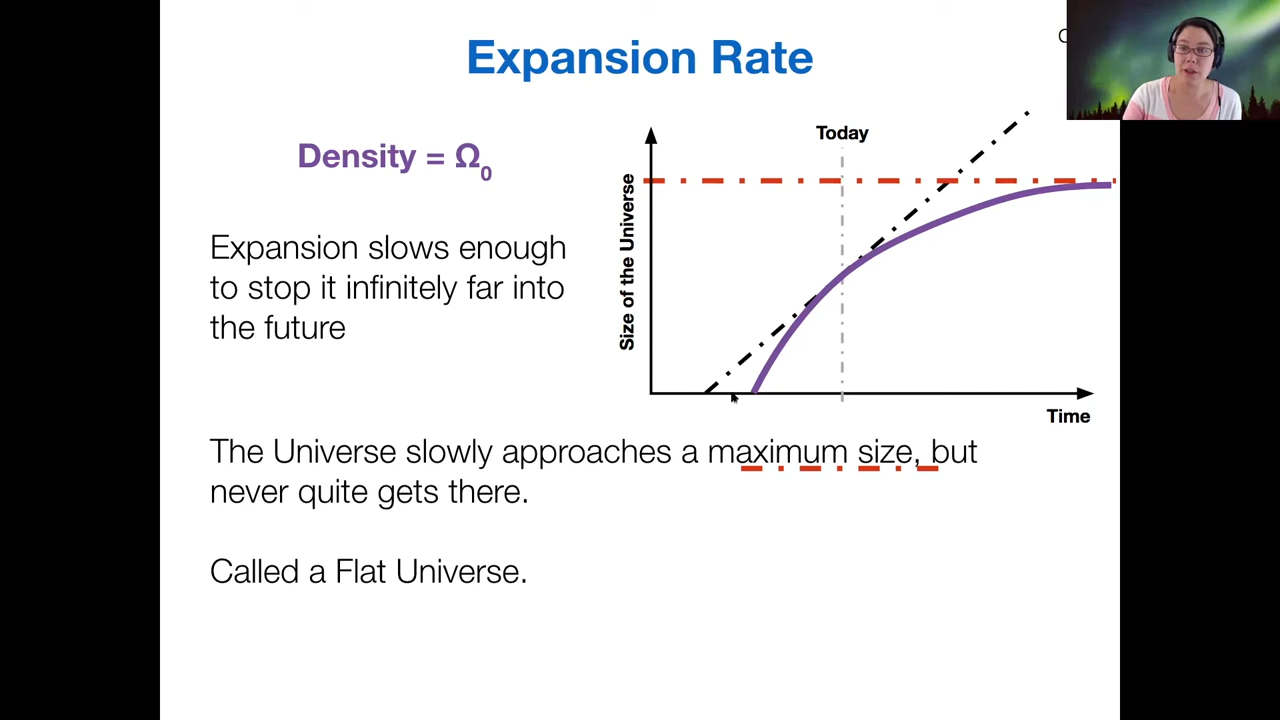 Expansion Rate
Density = Ω₀
Today
Size of the Universe
Expansion slows enough
to stop it infinitely far into
the future
Time
The Universe slowly approaches a maximum size, but
never quite gets there.
Called a Flat Universe.